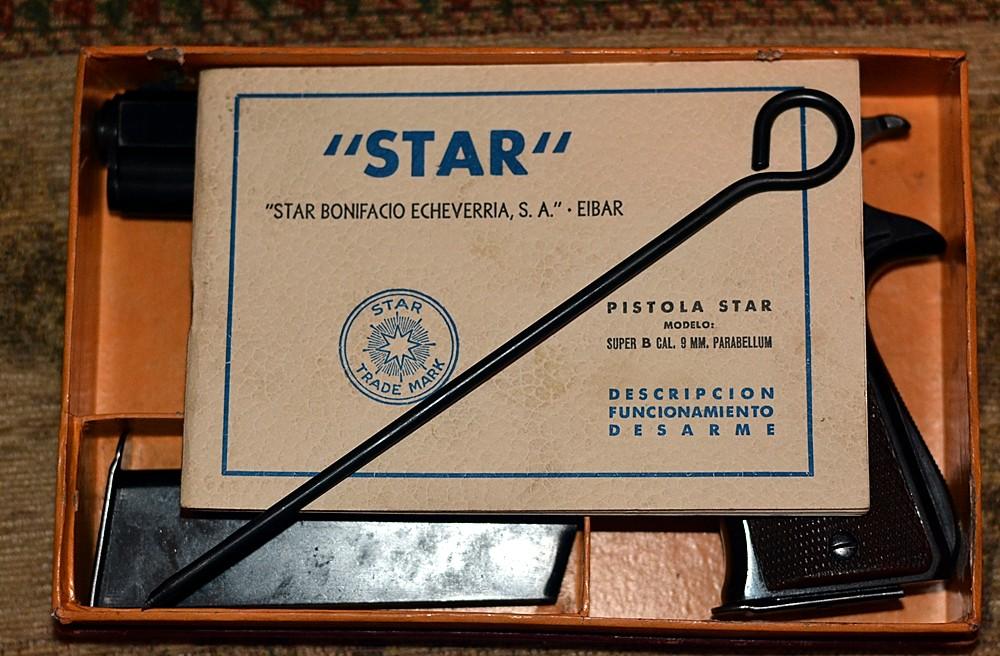 “STAR“
"STAR BONIFACIO ECHEVERRIA, S. A." · EIBAR
STAR
TRADE MARK
PISTOLA STAR
MODELO:
SUPER B CAL. 9 MM. PARABELLUM
DESCRIPCION
FUNCIONAMIENTO
DESARME